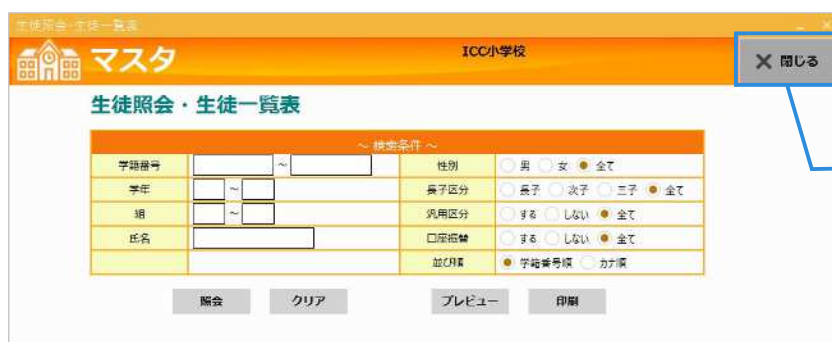 生徒照会・生徒一覧表
マスタ
ICC小学校
閉じる
生徒照会・生徒一覧表
～ 検索条件 ～
学籍番号 ～ 性別 男 女 全て
学年 ～ 長子区分 長子 次子 三子 全て
組 ～ 汎用区分 する しない 全て
氏名 口座振替 する しない 全て
並び順 学籍番号順 カナ順
照会 クリア プレビュー 印刷